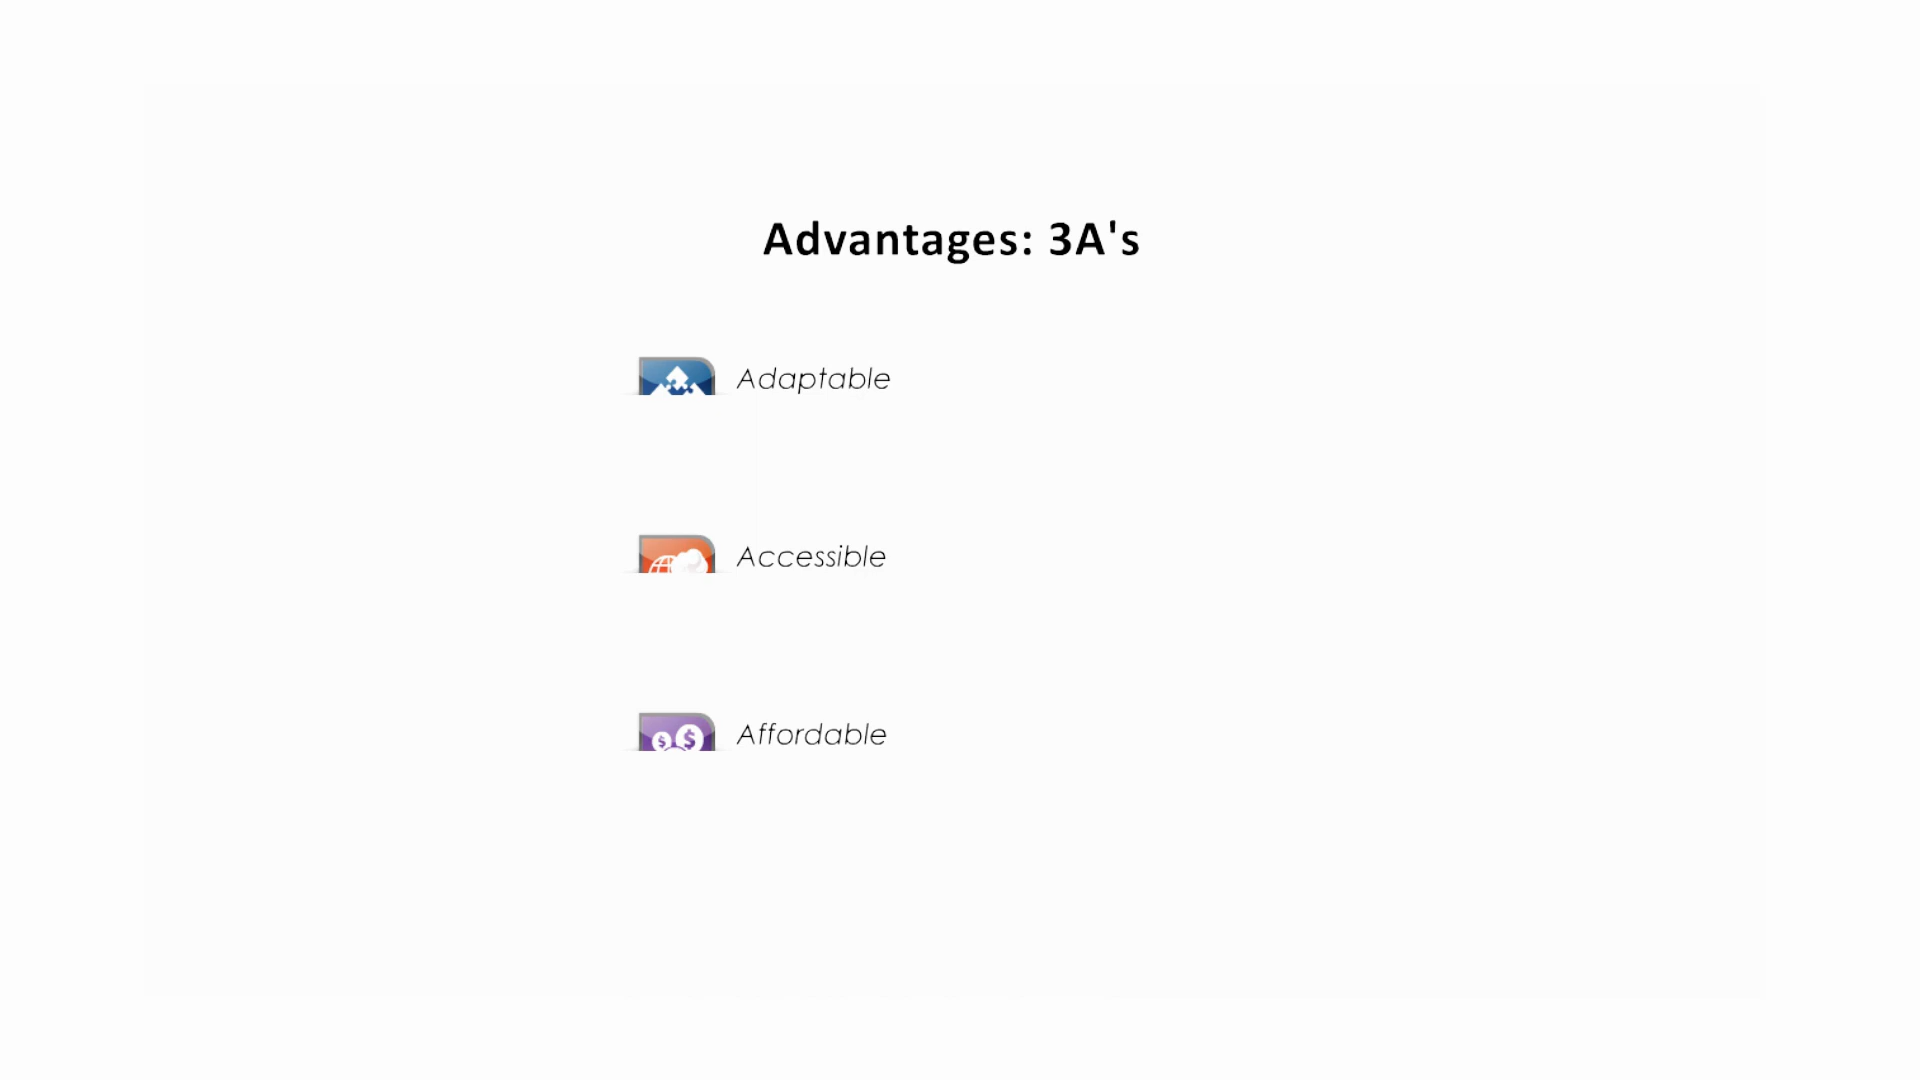 Advantages: 3A's
Adaptable
Accessible
$ $
Affordable